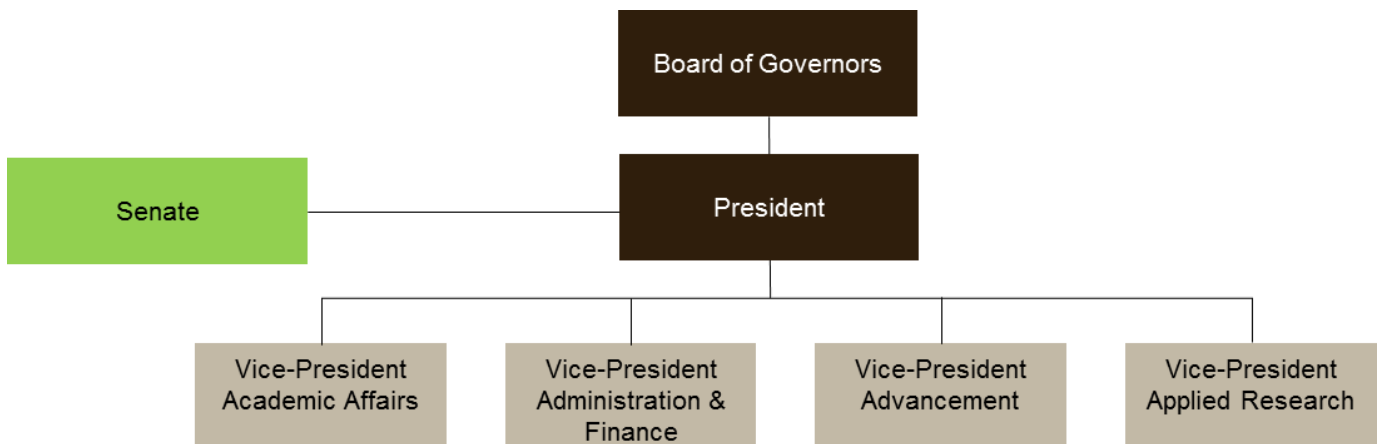 Board of Governors
Senate
President
Vice-President
Academic Affairs
Vice-President
Administration &
Finance
Vice-President
Advancement
Vice-President
Applied Research